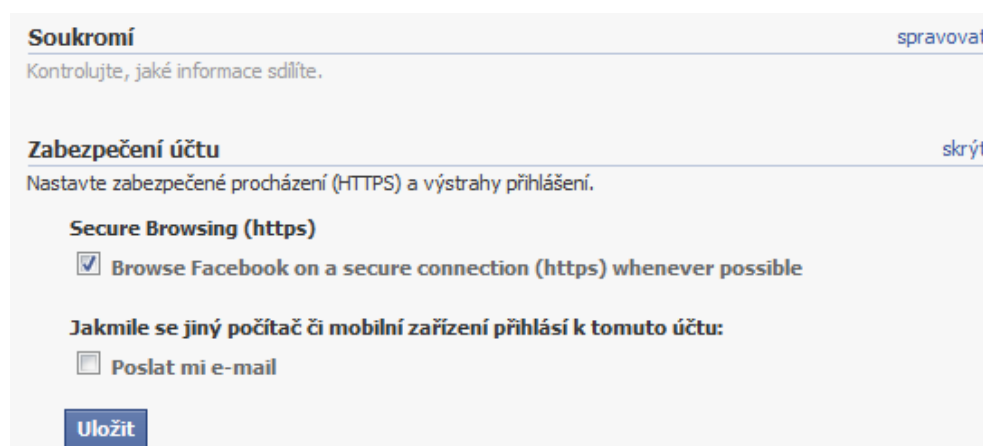 Soukromí spravovat
Kontrolujte, jaké informace sdílíte.
Zabezpečení účtu skrýt
Nastavte zabezpečené procházení (HTTPS) a výstrahy přihlášení.
Secure Browsing (https)
Browse Facebook on a secure connection (https) whenever possible
Jakmile se jiný počítač či mobilní zařízení přihlásí k tomuto účtu:
Poslat mi e-mail
Uložit